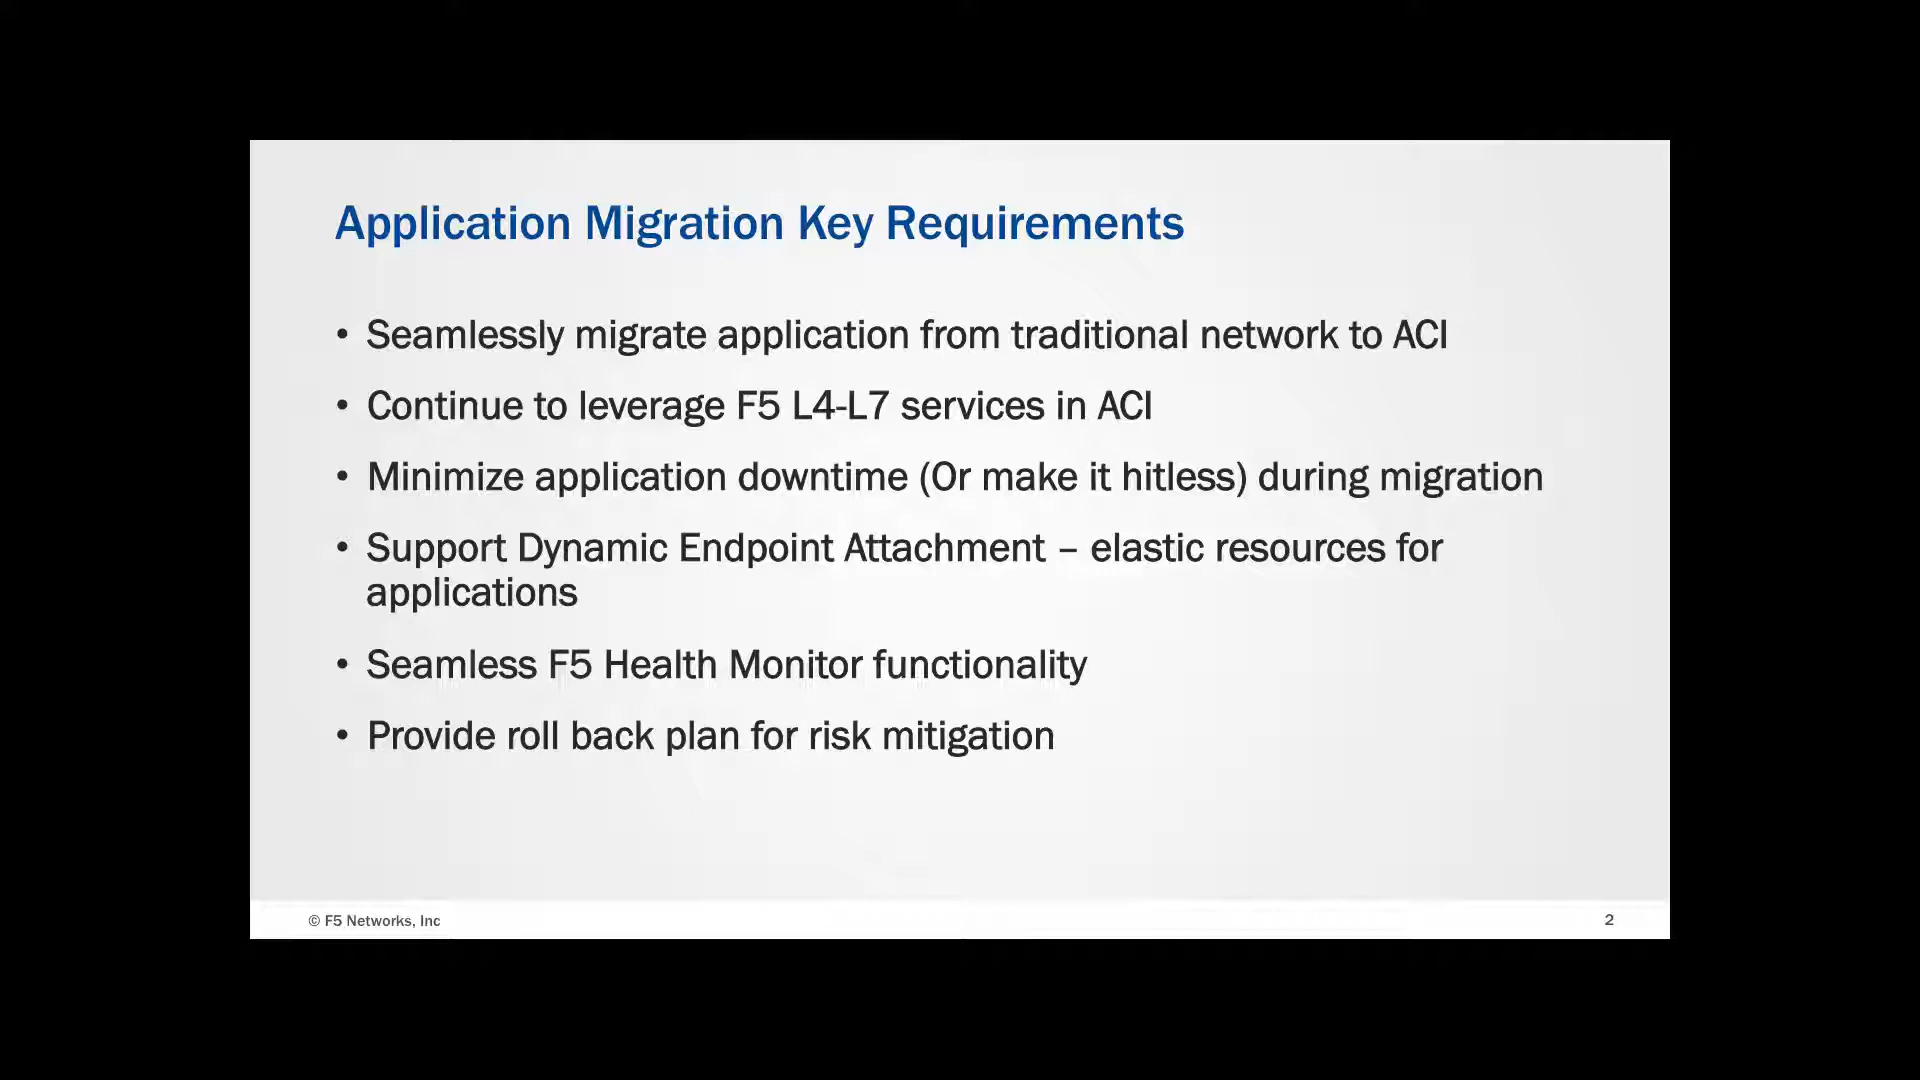 Application Migration Key Requirements
• Seamlessly migrate application from traditional network to ACI
• Continue to leverage F5 L4-L7 services in ACI
• Minimize application downtime (Or make it hitless) during migration
• Support Dynamic Endpoint Attachment – elastic resources for
applications
• Seamless F5 Health Monitor functionality
• Provide roll back plan for risk mitigation
© F5 Networks, Inc
2